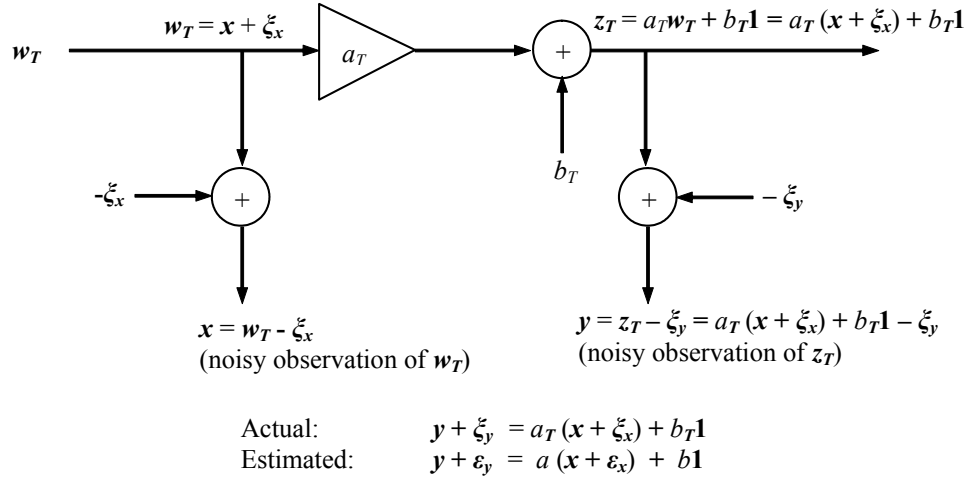 w_T = x + ξ_x
z_T = a_T w_T + b_T 1 = a_T (x + ξ_x) + b_T 1
w_T
a_T
+
b_T
-ξ_x
+
+
– ξ_y
x = w_T - ξ_x
(noisy observation of w_T)
y = z_T – ξ_y = a_T (x + ξ_x) + b_T 1 – ξ_y
(noisy observation of z_T)
Actual: y + ξ_y = a_T (x + ξ_x) + b_T 1
Estimated: y + ε_y = a (x + ε_x) + b1